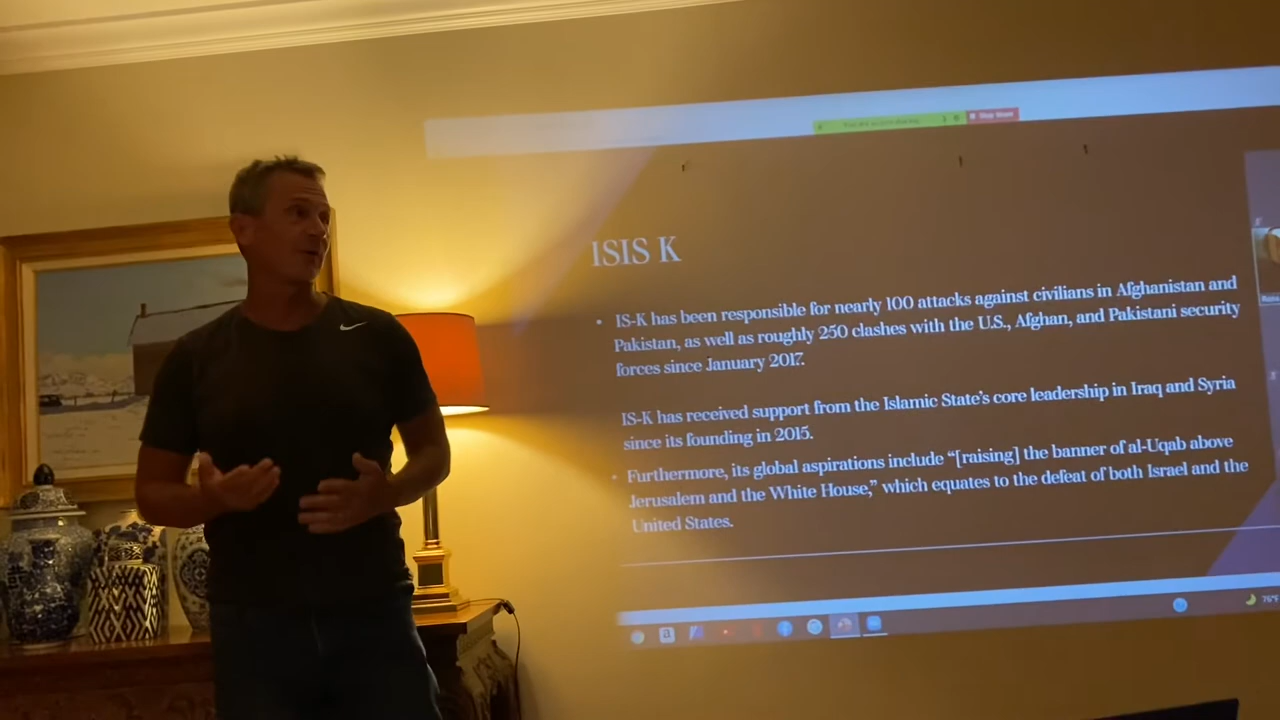 Stop Share
ISIS K
• IS-K has been responsible for nearly 100 attacks against civilians in Afghanistan and
Pakistan, as well as roughly 250 clashes with the U.S., Afghan, and Pakistani security
forces since January 2017.
IS-K has received support from the Islamic State’s core leadership in Iraq and Syria
since its founding in 2015.
• Furthermore, its global aspirations include “[raising] the banner of al-Uqab above
Jerusalem and the White House,” which equates to the defeat of both Israel and the
United States.
a
76°F